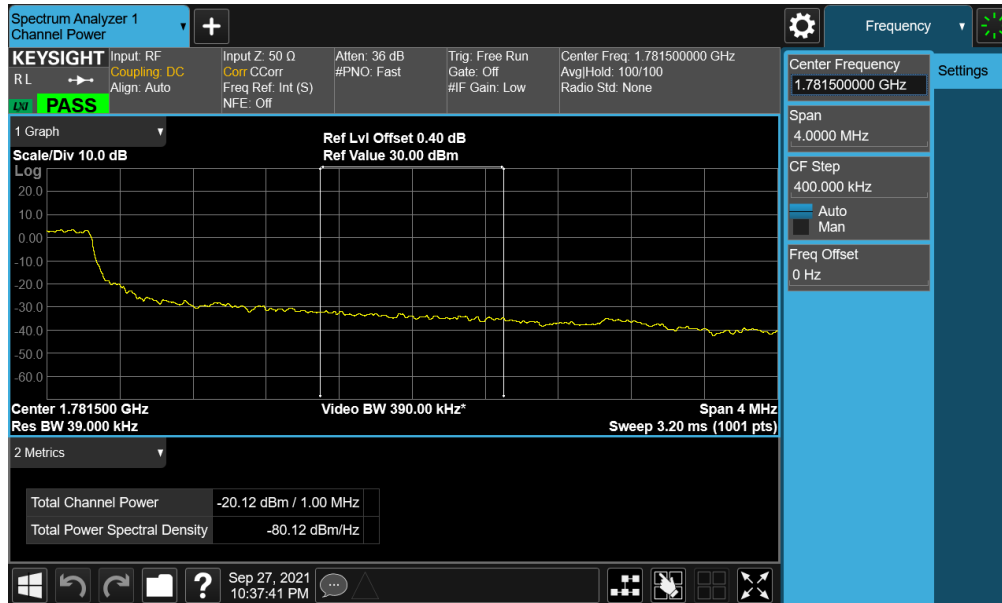 Spectrum Analyzer 1
Channel Power
+
Frequency
KEYSIGHT
R L
LXI
PASS
Input: RF
Coupling: DC
Align: Auto
Input Z: 50 Ω
Corr CCorr
Freq Ref: Int (S)
NFE: Off
Atten: 36 dB
#PNO: Fast
Trig: Free Run
Gate: Off
#IF Gain: Low
Center Freq: 1.781500000 GHz
Avg|Hold: 100/100
Radio Std: None
Center Frequency
1.781500000 GHz
Settings
Span
4.0000 MHz
CF Step
400.000 kHz
Auto
Man
Freq Offset
0 Hz
1 Graph
Scale/Div 10.0 dB
Ref Lvl Offset 0.40 dB
Ref Value 30.00 dBm
Log
20.0
10.0
0.00
-10.0
-20.0
-30.0
-40.0
-50.0
-60.0
Center 1.781500 GHz
Res BW 39.000 kHz
Video BW 390.00 kHz*
Span 4 MHz
Sweep 3.20 ms (1001 pts)
2 Metrics
Total Channel Power -20.12 dBm / 1.00 MHz
Total Power Spectral Density -80.12 dBm/Hz
?
Sep 27, 2021
10:37:41 PM